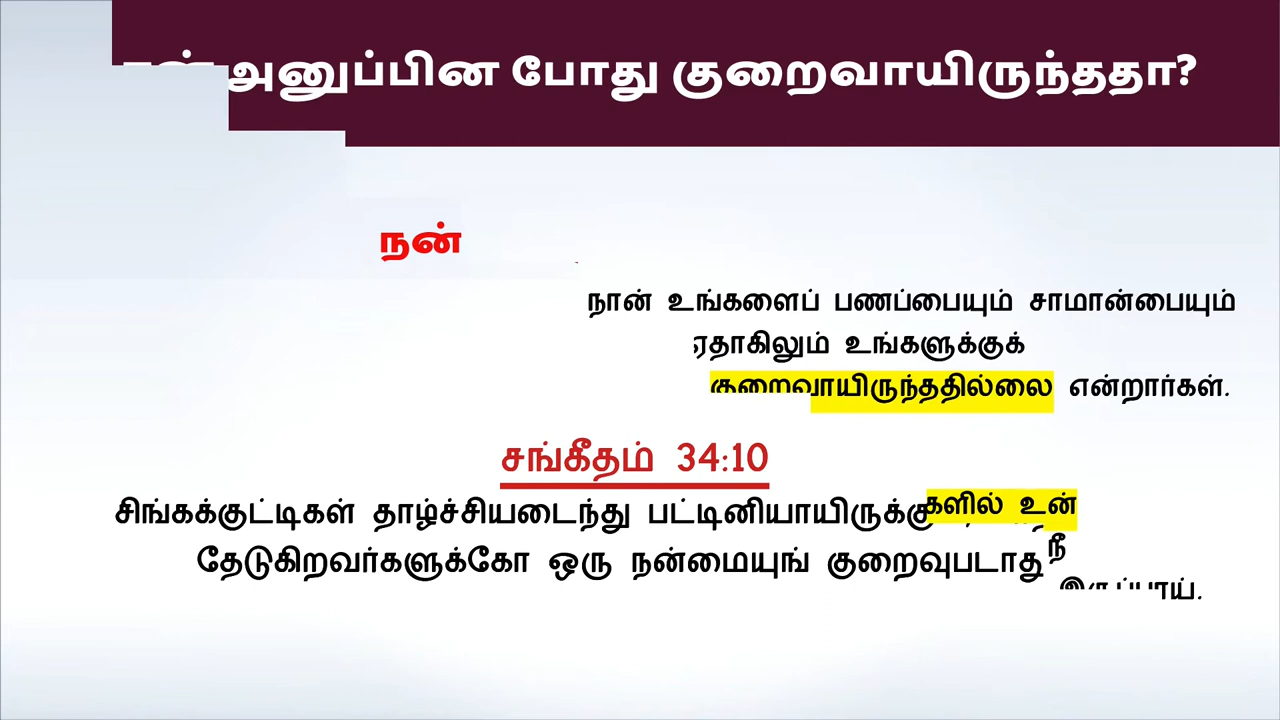 அனுப்பின போது குறைவாயிருந்ததா?
நன்
நான் உங்களைப் பணப்பையும் சாமான்பையும்
ஏதாகிலும் உங்களுக்குக்
குறைவாயிருந்ததில்லை என்றார்கள்.
சங்கீதம் 34:10
சிங்கக்குட்டிகள் தாழ்ச்சியடைந்து பட்டினியாயிருக்கு
களில் உன்
தேடுகிறவர்களுக்கோ ஒரு நன்மையுங் குறைவுபடாது
நீ
இருப்பாய்.